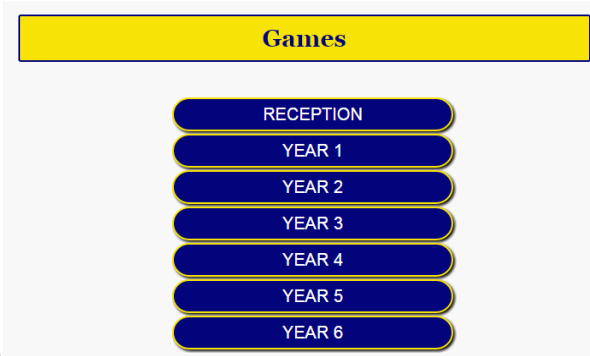 Games
RECEPTION
YEAR 1
YEAR 2
YEAR 3
YEAR 4
YEAR 5
YEAR 6